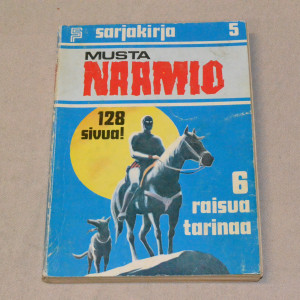 sarjakirja 5
MUSTA
NAAMIO
128
sivua!
6
raisua
tarinaa